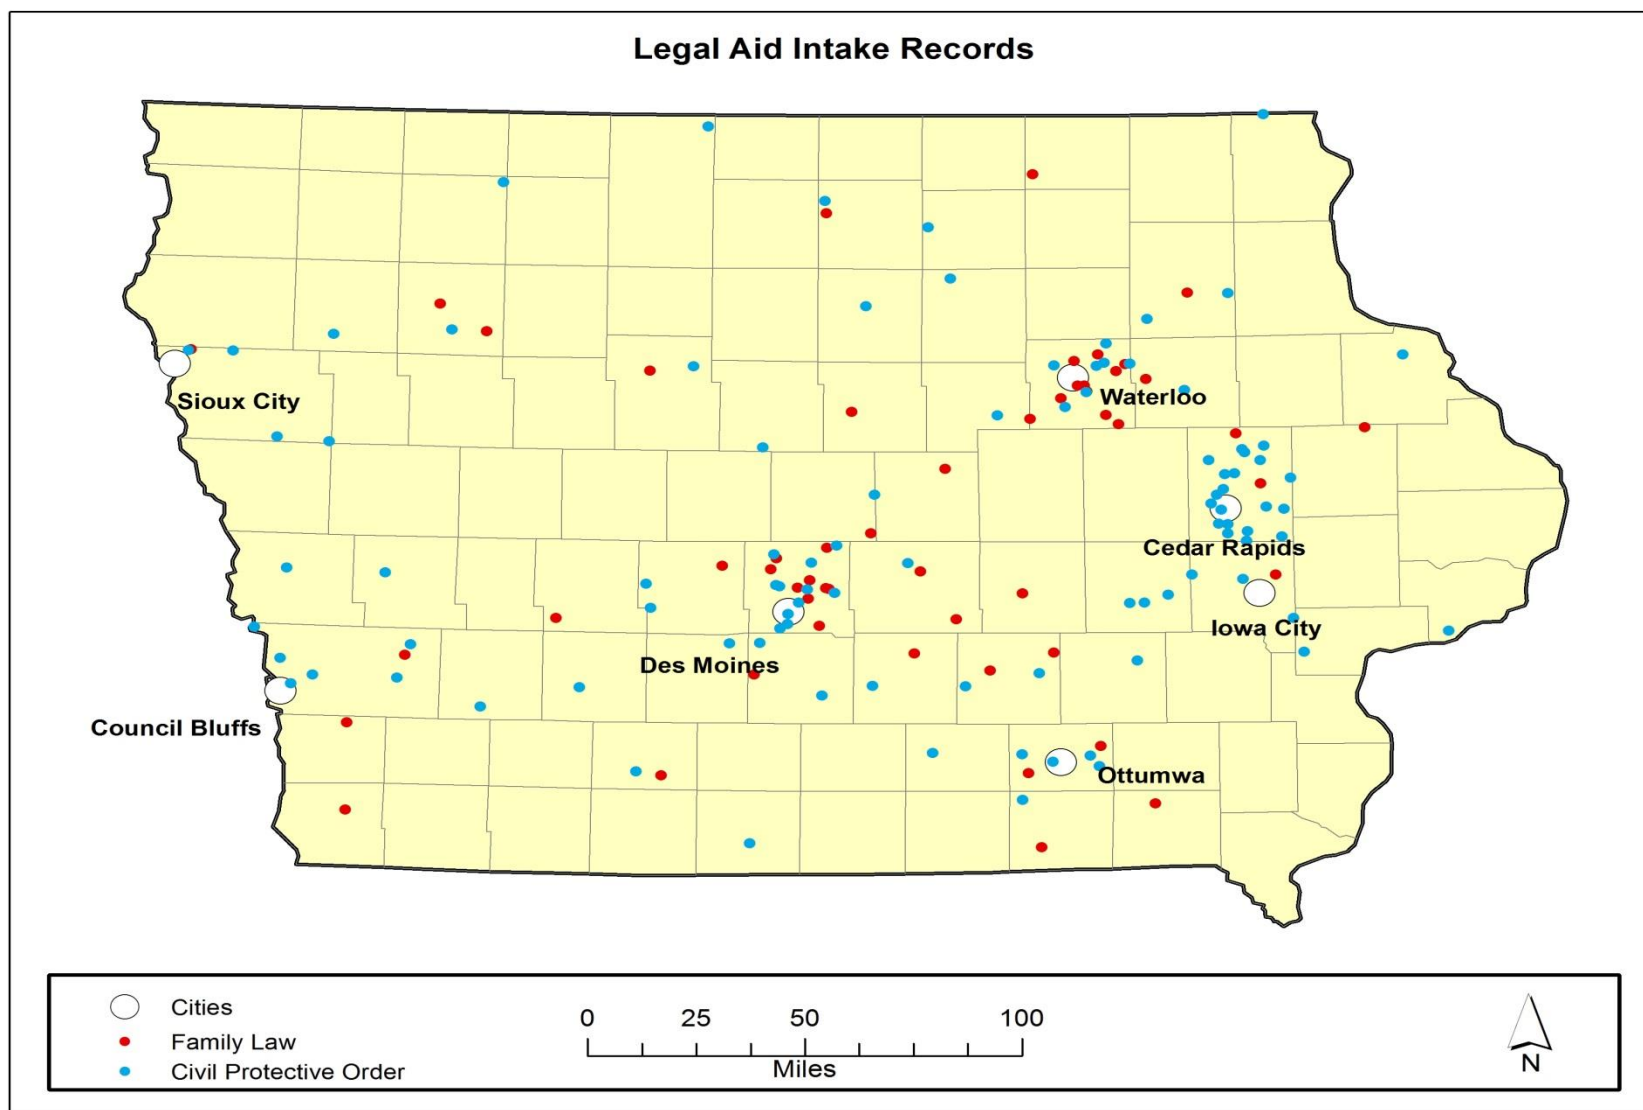 Legal Aid Intake Records
Sioux City
Waterloo
Cedar Rapids
Iowa City
Des Moines
Council Bluffs
Ottumwa
Cities
Family Law
Civil Protective Order
0 25 50 100
Miles
N